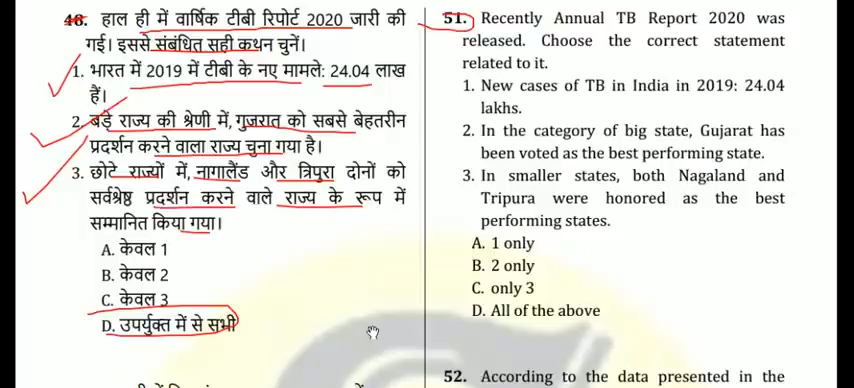 48. हाल ही में वार्षिक टीबी रिपोर्ट 2020 जारी की
गई। इससे संबंधित सही कथन चुनें।
1. भारत में 2019 में टीबी के नए मामले: 24.04 लाख
हैं।
2. बड़े राज्य की श्रेणी में, गुजरात को सबसे बेहतरीन
प्रदर्शन करने वाला राज्य चुना गया है।
3. छोटे राज्यों में, नागालैंड और त्रिपुरा दोनों को
सर्वश्रेष्ठ प्रदर्शन करने वाले राज्य के रूप में
सम्मानित किया गया।
A. केवल 1
B. केवल 2
C. केवल 3
D. उपर्युक्त में से सभी
51. Recently Annual TB Report 2020 was
released. Choose the correct statement
related to it.
1. New cases of TB in India in 2019: 24.04
lakhs.
2. In the category of big state, Gujarat has
been voted as the best performing state.
3. In smaller states, both Nagaland and
Tripura were honored as the best
performing states.
A. 1 only
B. 2 only
C. only 3
D. All of the above
52. According to the data presented in the